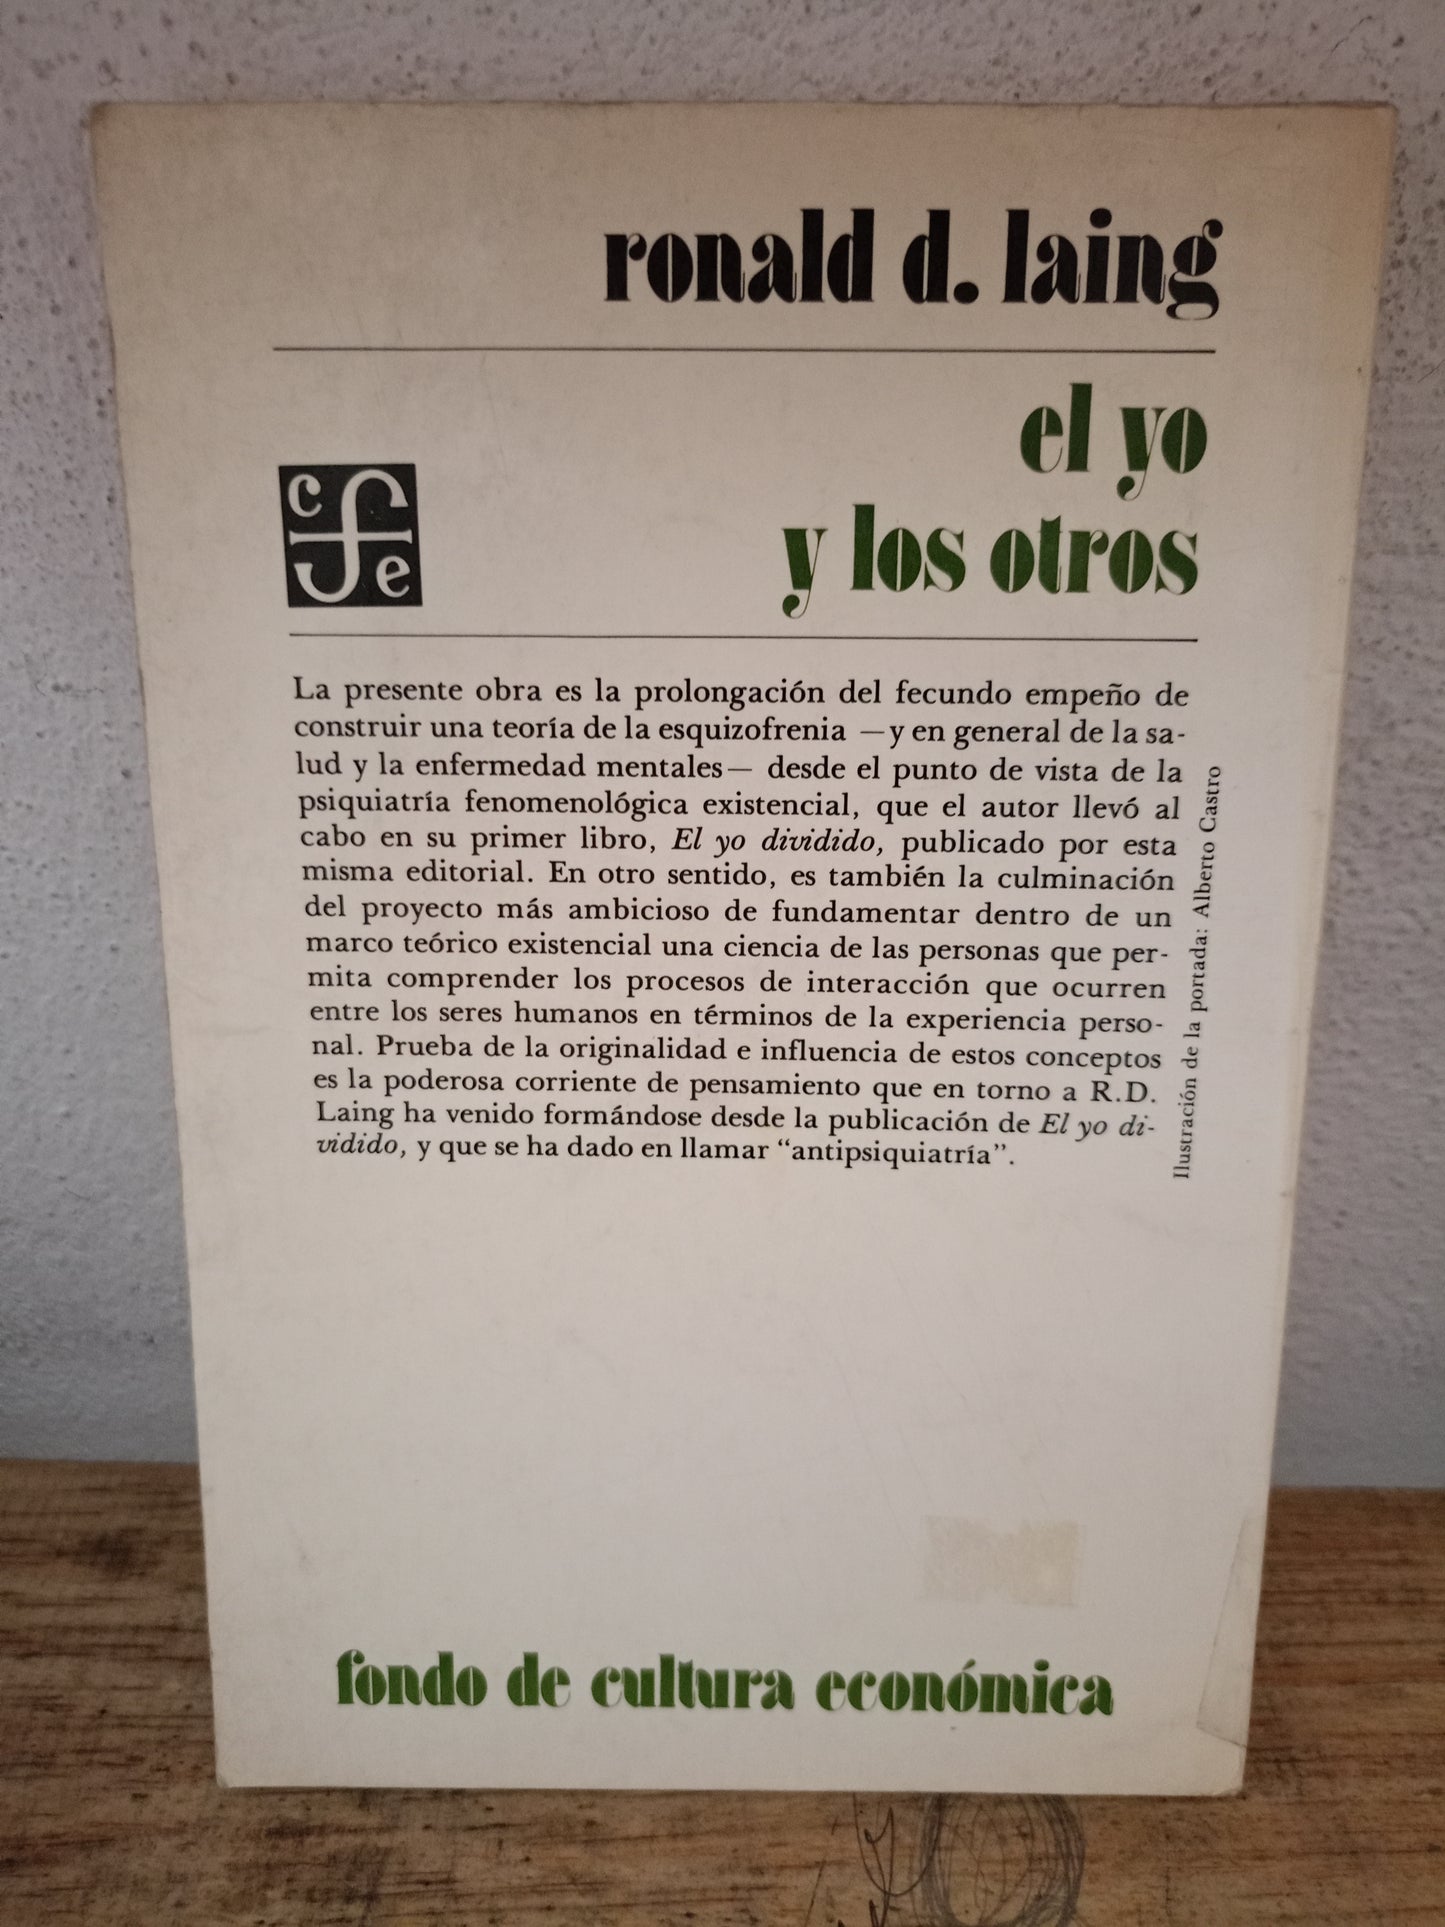 ronald d. laing
el yo
y los otros
cfe
La presente obra es la prolongación del fecundo empeño de
construir una teoría de la esquizofrenia —y en general de la sa-
lud y la enfermedad mentales— desde el punto de vista de la
psiquiatría fenomenológica existencial, que el autor llevó al
cabo en su primer libro, El yo dividido, publicado por esta
misma editorial. En otro sentido, es también la culminación
del proyecto más ambicioso de fundamentar dentro de un
marco teórico existencial una ciencia de las personas que per-
mita comprender los procesos de interacción que ocurren
entre los seres humanos en términos de la experiencia perso-
nal. Prueba de la originalidad e influencia de estos conceptos
es la poderosa corriente de pensamiento que en torno a R.D.
Laing ha venido formándose desde la publicación de El yo di-
vidido, y que se ha dado en llamar “antipsiquiatría”.
Ilustración de la portada: Alberto Castro
fondo de cultura económica